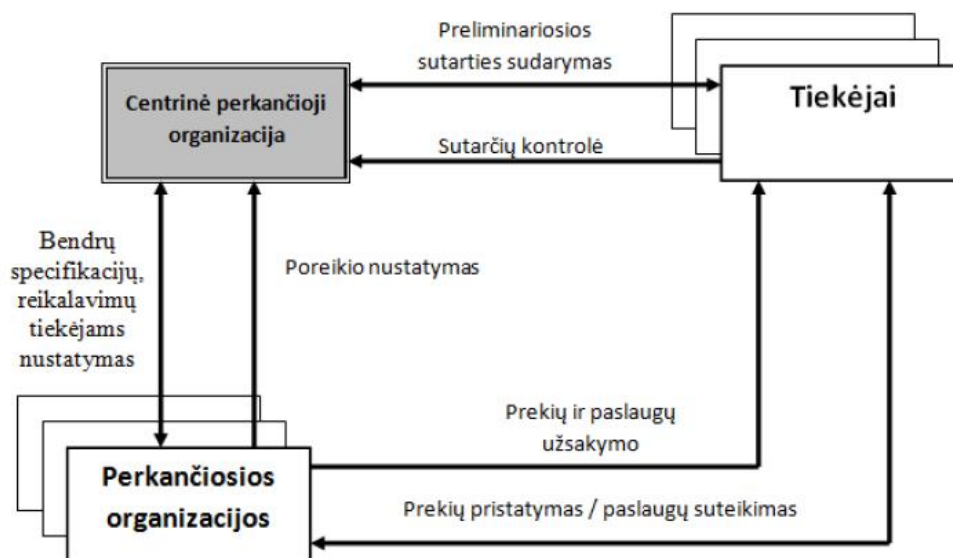 Preliminariosios
sutarties sudarymas
Centrinė perkančioji
organizacija
Tiekėjai
Sutarčių kontrolė
Bendrų
specifikacijų,
reikalavimų
tiekėjams
nustatymas
Poreikio nustatymas
Prekių ir paslaugų
užsakymo
Perkančiosios
organizacijos
Prekių pristatymas / paslaugų suteikimas